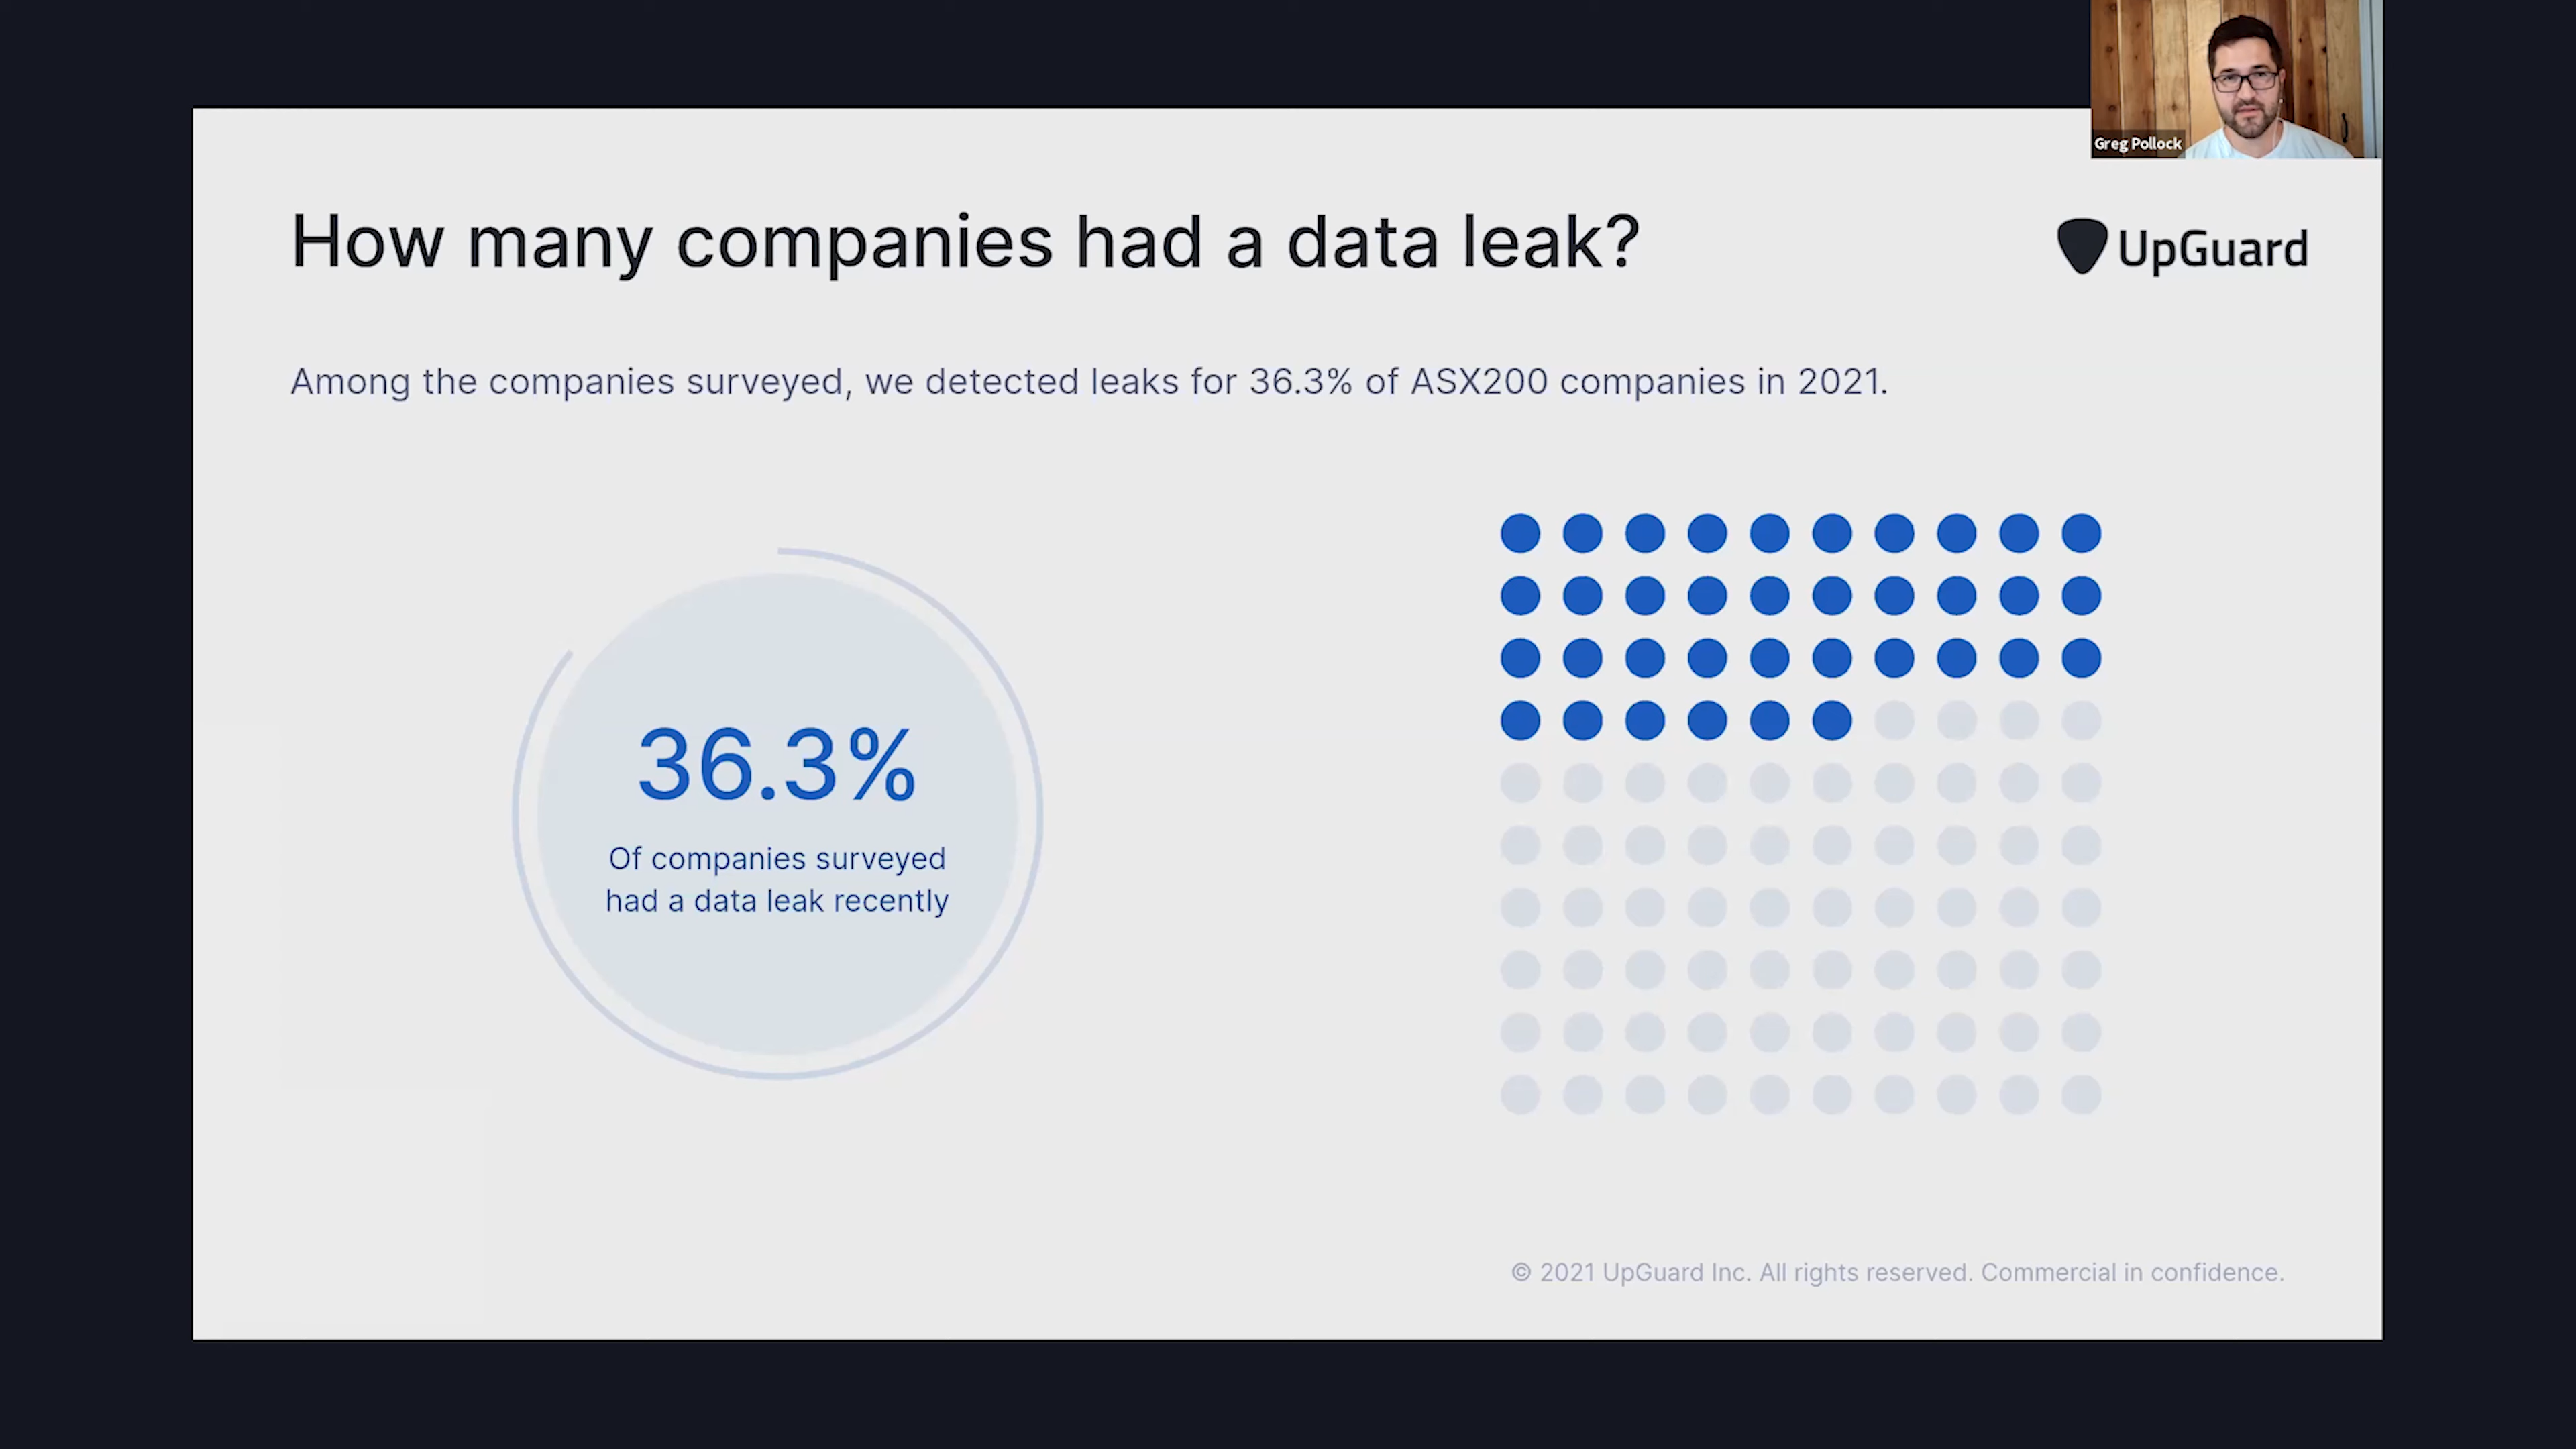 Greg Pollock
How many companies had a data leak?
UpGuard
Among the companies surveyed, we detected leaks for 36.3% of ASX200 companies in 2021.
36.3%
Of companies surveyed
had a data leak recently
© 2021 UpGuard Inc. All rights reserved. Commercial in confidence.